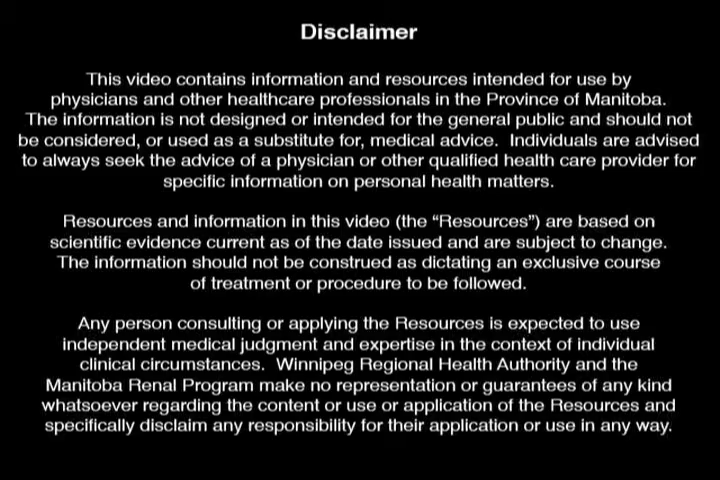 Disclaimer
This video contains information and resources intended for use by
physicians and other healthcare professionals in the Province of Manitoba.
The information is not designed or intended for the general public and should not
be considered, or used as a substitute for, medical advice.  Individuals are advised
to always seek the advice of a physician or other qualified health care provider for
specific information on personal health matters.
Resources and information in this video (the “Resources”) are based on
scientific evidence current as of the date issued and are subject to change.
The information should not be construed as dictating an exclusive course
of treatment or procedure to be followed.
Any person consulting or applying the Resources is expected to use
independent medical judgment and expertise in the context of individual
clinical circumstances.  Winnipeg Regional Health Authority and the
Manitoba Renal Program make no representation or guarantees of any kind
whatsoever regarding the content or use or application of the Resources and
specifically disclaim any responsibility for their application or use in any way.